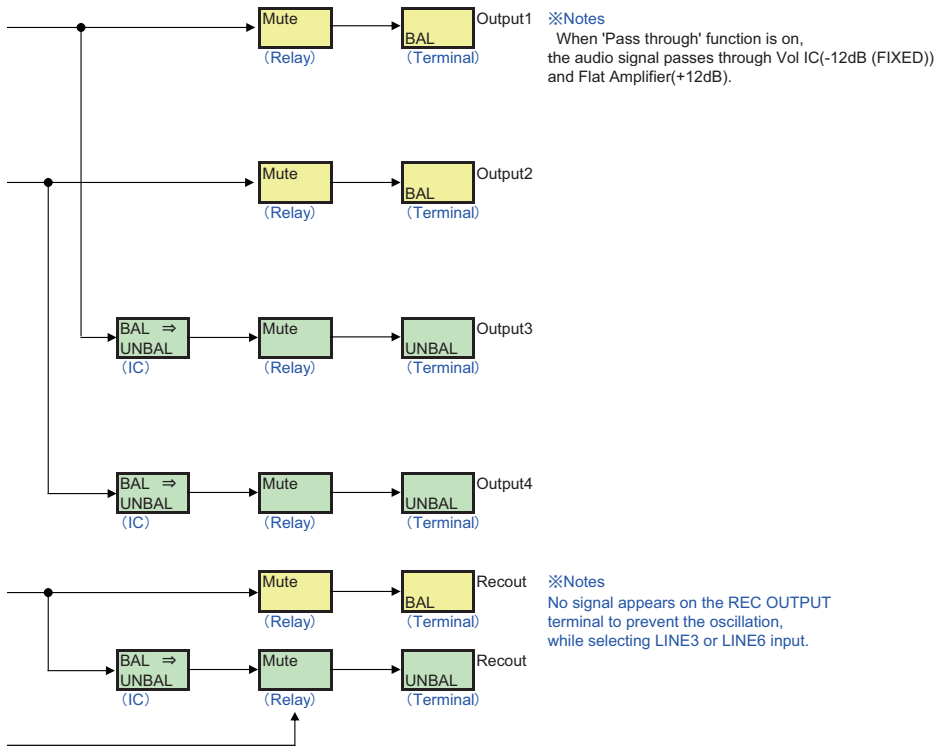 Mute
BAL
Output1
(Relay)
(Terminal)
※Notes
When 'Pass through' function is on,
the audio signal passes through Vol IC(-12dB (FIXED))
and Flat Amplifier(+12dB).
Mute
BAL
Output2
(Relay)
(Terminal)
BAL ⇒
UNBAL
(IC)
Mute
(Relay)
UNBAL
Output3
(Terminal)
BAL ⇒
UNBAL
(IC)
Mute
(Relay)
UNBAL
Output4
(Terminal)
Mute
(Relay)
BAL
Recout
(Terminal)
※Notes
No signal appears on the REC OUTPUT
terminal to prevent the oscillation,
while selecting LINE3 or LINE6 input.
BAL ⇒
UNBAL
(IC)
Mute
(Relay)
UNBAL
Recout
(Terminal)